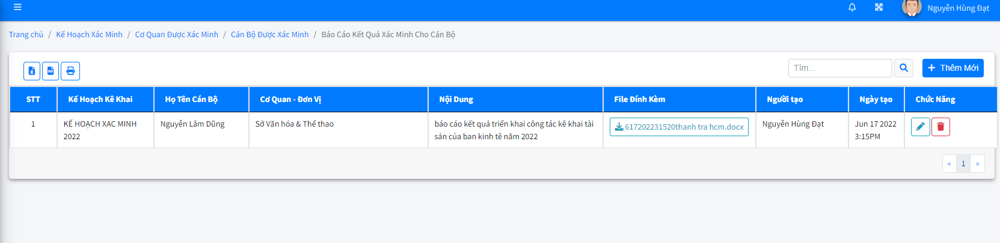 Nguyễn Hùng Đạt
Trang chủ / Kế Hoạch Xác Minh / Cơ Quan Được Xác Minh / Cán Bộ Được Xác Minh / Báo Cáo Kết Quả Xác Minh Cho Cán Bộ
Tìm...
Thêm Mới
STT Kế Hoạch Kê Khai Họ Tên Cán Bộ Cơ Quan - Đơn Vị Nội Dung File Đính Kèm Người tạo Ngày tạo Chức Năng
1 KẾ HOẠCH XAC MINH Nguyễn Lâm Dũng Sở Văn hóa & Thể thao báo cáo kết quả triển khai công tác kê khai tài 617202231520thanh tra hcm.docx Nguyễn Hùng Đạt Jun 17 2022
2022 sản của ban kinh tê năm 2022 3:15PM
« 1 »